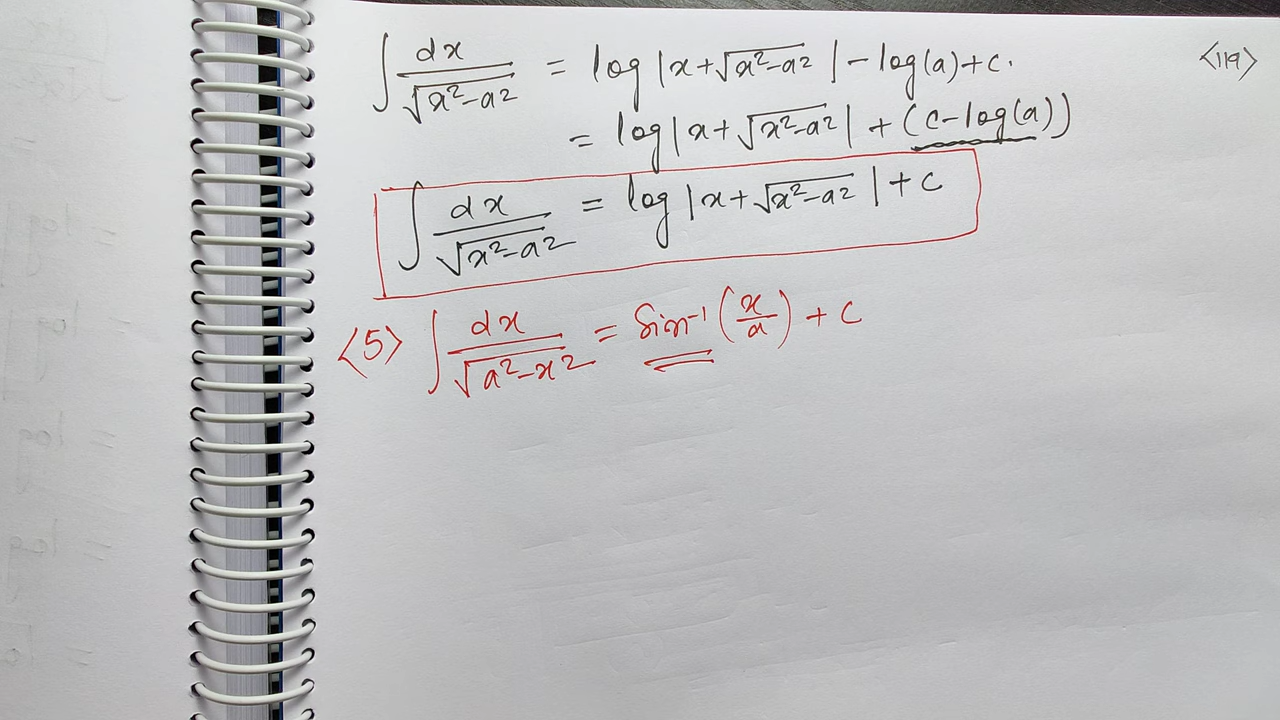 ∫ dx/√(x²-a²) = log |x+√(x²-a²)| - log(a)+c.
<119>
= log|x+√(x²-a²)| + (c-log(a))
∫ dx/√(x²-a²) = log |x+√(x²-a²)| + c
<5> ∫ dx/√(a²-x²) = Sin⁻¹(x/a) + c